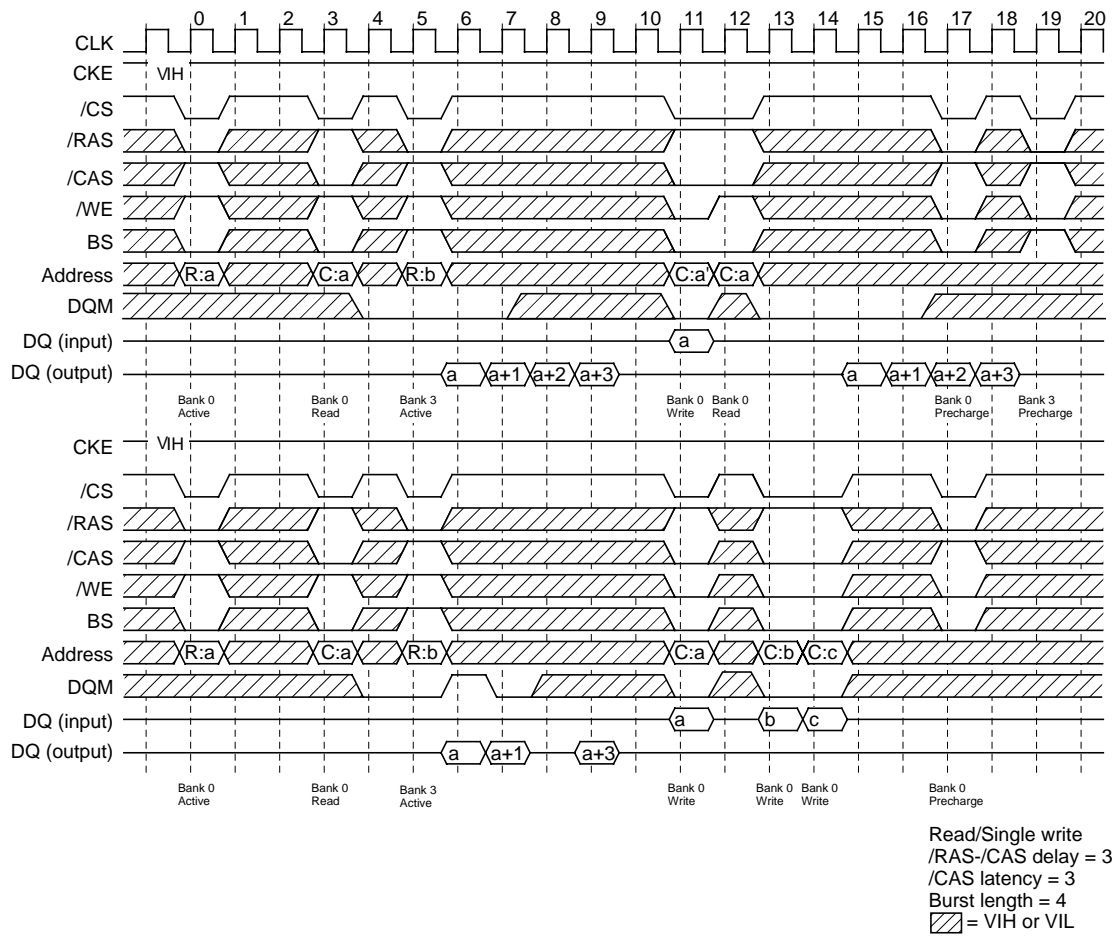 0 1 2 3 4 5 6 7 8 9 10 11 12 13 14 15 16 17 18 19 20
CLK
CKE VIH
/CS
/RAS
/CAS
/WE
BS
Address R:a C:a R:b C:a' C:a
DQM
DQ (input) a
DQ (output) a a+1 a+2 a+3 a a+1 a+2 a+3
Bank 0 Bank 0 Bank 3 Bank 0 Bank 0 Bank 0 Bank 3
Active Read Active Write Read Precharge Precharge
CKE VIH
/CS
/RAS
/CAS
/WE
BS
Address R:a C:a R:b C:a C:b C:c
DQM
DQ (input) a b c
DQ (output) a a+1 a+3
Bank 0 Bank 0 Bank 3 Bank 0 Bank 0 Bank 0 Bank 0
Active Read Active Write Write Write Precharge
Read/Single write
/RAS-/CAS delay = 3
/CAS latency = 3
Burst length = 4
= VIH or VIL